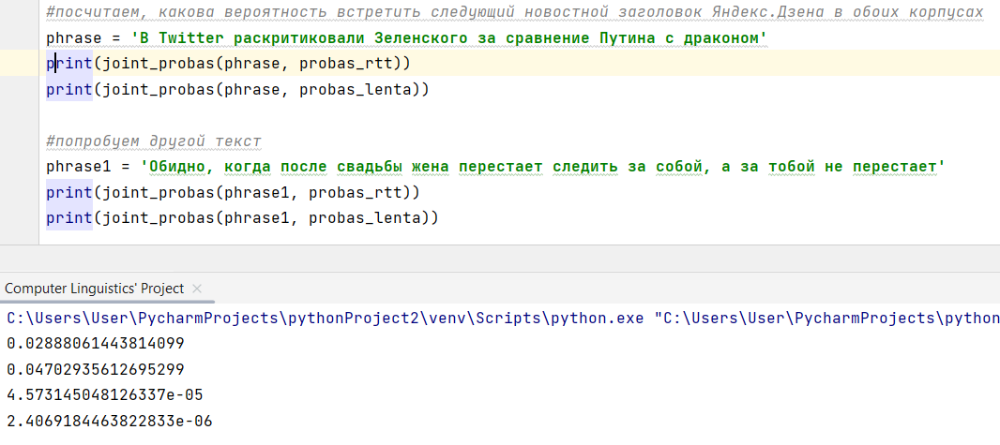 #посчитаем, какова вероятность встретить следующий новостной заголовок Яндекс.Дзена в обоих корпусах
phrase = 'В Twitter раскритиковали Зеленского за сравнение Путина с драконом'
print(joint_probas(phrase, probas_rtt))
print(joint_probas(phrase, probas_lenta))
#попробуем другой текст
phrase1 = 'Обидно, когда после свадьбы жена перестает следить за собой, а за тобой не перестает'
print(joint_probas(phrase1, probas_rtt))
print(joint_probas(phrase1, probas_lenta))
Computer Linguistics' Project ×
C:\Users\User\PycharmProjects\pythonProject2\venv\Scripts\python.exe "C:\Users\User\PycharmProjects\python
0.02888061443814099
0.04702935612695299
4.573145048126337e-05
2.4069184463822833e-06